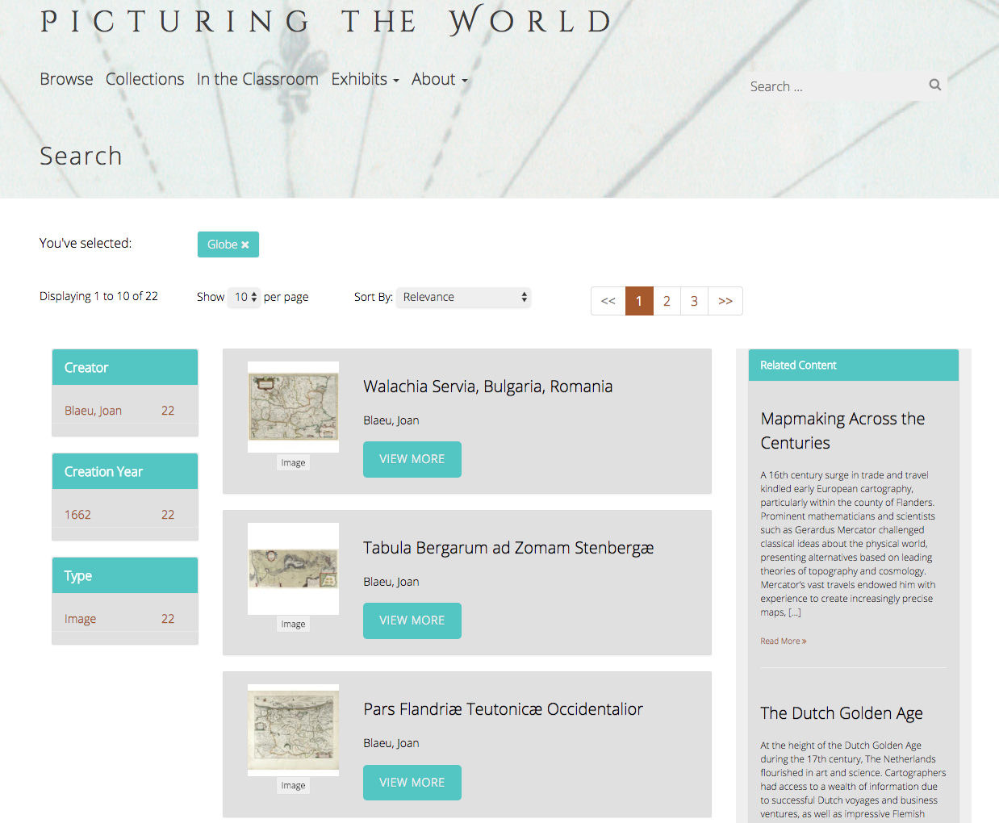 Picturing the World
Browse Collections In the Classroom Exhibits About
Search ...
Search
You've selected: Globe ×
Displaying 1 to 10 of 22 Show 10 per page Sort By: Relevance << 1 2 3 >>
Creator
Blaeu, Joan 22
Creation Year
1662 22
Type
Image 22
Walachia Servia, Bulgaria, Romania
Blaeu, Joan
VIEW MORE
Image
Tabula Bergarum ad Zomam Stenbergæ
Blaeu, Joan
VIEW MORE
Image
Pars Flandriæ Teutonicæ Occidentalior
Blaeu, Joan
VIEW MORE
Image
Related Content
Mapmaking Across the
Centuries
A 16th century surge in trade and travel
kindled early European cartography,
particularly within the county of Flanders.
Prominent mathematicians and scientists
such as Gerardus Mercator challenged
classical ideas about the physical world,
presenting alternatives based on leading
theories of topography and cosmology.
Mercator's vast travels endowed him with
experience to create increasingly precise
maps, [...]
Read More »
The Dutch Golden Age
At the height of the Dutch Golden Age
during the 17th century, The Netherlands
flourished in art and science. Cartographers
had access to a wealth of information due
to successful Dutch voyages and business
ventures, as well as impressive Flemish